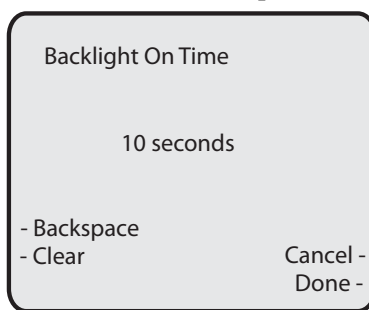 Backlight On Time
10 seconds
- Backspace
- Clear
Cancel -
Done -